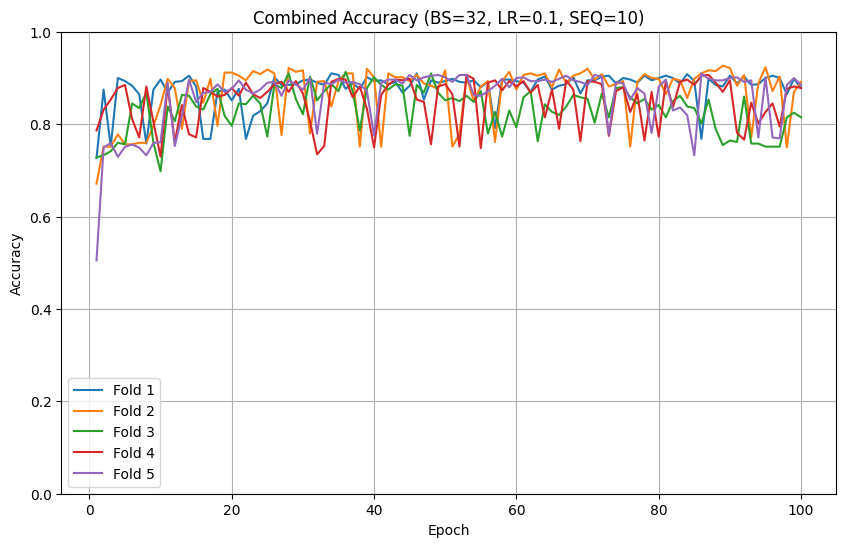 Combined Accuracy (BS=32, LR=0.1, SEQ=10)
Accuracy
1.0
0.8
0.6
0.4
0.2
0.0
Fold 1
Fold 2
Fold 3
Fold 4
Fold 5
0 20 40 60 80 100
Epoch